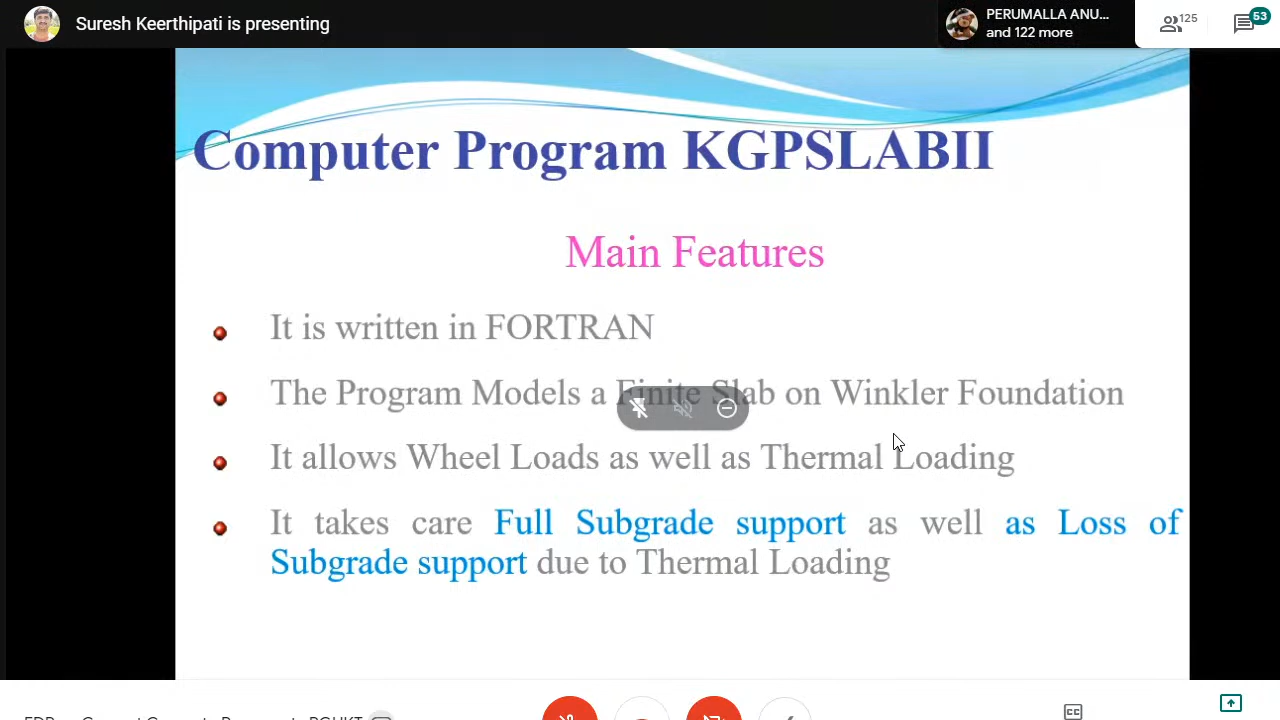 Suresh Keerthipati is presenting
PERUMALLA ANU...
and 122 more
125
53
Computer Program KGPSLABII
Main Features
It is written in FORTRAN
The Program Models a Finite Slab on Winkler Foundation
It allows Wheel Loads as well as Thermal Loading
It takes care Full Subgrade support as well as Loss of
Subgrade support due to Thermal Loading
CC